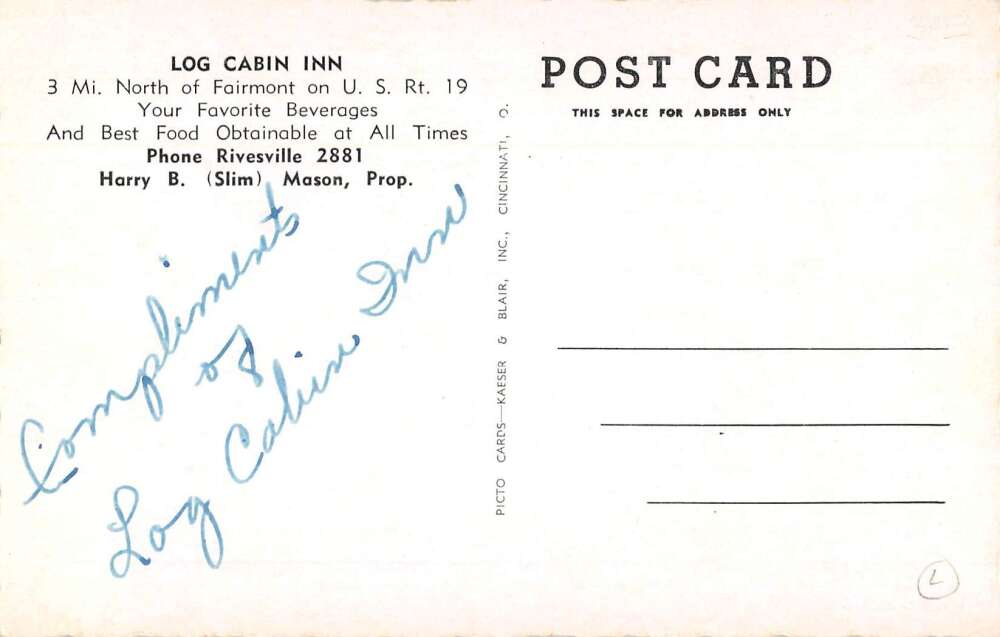 LOG CABIN INN
3 Mi. North of Fairmont on U. S. Rt. 19
Your Favorite Beverages
And Best Food Obtainable at All Times
Phone Rivesville 2881
Harry B. (Slim) Mason, Prop.
Compliments
of
Log Cabin Inn
PICTO CARDS—KAESER & BLAIR, INC., CINCINNATI, O.
POST CARD
THIS SPACE FOR ADDRESS ONLY
L